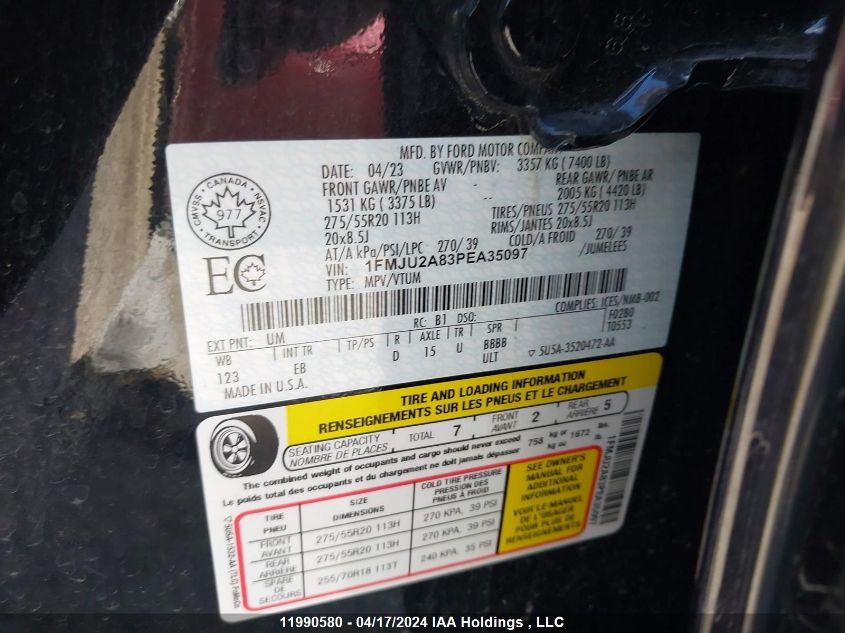 MFD. BY FORD MOTOR
DATE: 04/23 GVWR/PNBV: 3357 KG ( 7400 LB)
FRONT GAWR/PNBE AV - REAR GAWR/ PNBE AR
1531 KG ( 3375 LB) - 2005 KG ( 4420 LB)
275/55R20 113H TIRES/PNEUS 275/55R20 113H
20x8.5J RIMS/JANTES 20x8.5J
AT/A kPa/PSI/LPC 270/ 39 COLD/A FROID 270/ 39
VIN: 1FMJU2A83PEA35097 /JUMELEES
TYPE: MPV/VTUM
CANADA
CMVSS NSVAC
977
TRANSPORT
EC
COMPLIES: ICES/NMB-002
EXT PNT: UM RC: B1 DSO: F0280
WB INT TR TP/PS R AXLE TR SPR T0553
123 EB D 15 U BBBB
MADE IN U.S.A. ULT 5U5A-3520472-AA
TIRE AND LOADING INFORMATION
RENSEIGNEMENTS SUR LES PNEUS ET LE CHARGEMENT
SEATING CAPACITY TOTAL 7 FRONT 2 REAR 5
NOMBRE DE PLACES AVANT ARRIÈRE
The combined weight of occupants and cargo should never exceed 758 kg or 1672 lbs.
Le poids total des occupants et du chargement ne doit jamais dépasser kg ou lb.
TIRE SIZE COLD TIRE PRESSURE
PNEU DIMENSIONS PRESSION DES PNEUS À FROID
FRONT 275/55R20 113H 270 KPA, 39 PSI
AVANT
REAR 275/55R20 113H 270 KPA, 39 PSI
ARRIÈRE
SPARE 255/70R18 113T 240 KPA, 35 PSI
DE SECOURS
SEE OWNER'S
MANUAL FOR
ADDITIONAL
INFORMATION
VOIR LE MANUEL
DE L'USAGER
POUR PLUS DE
RENSEIGNEMENTS
1FMJU2A83PEA35097
11990580 - 04/17/2024 IAA Holdings , LLC